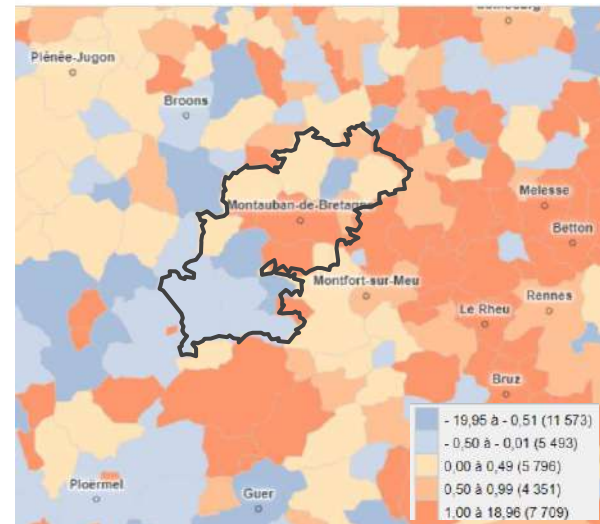 Plénée-Jugon
Broons
Montauban-de-Bretagne
Melesse
Betton
Montfort-sur-Meu
Le Rheu
Rennes
Bruz
Ploërmel
Guer
- 19,95 à - 0,51 (11 573)
- 0,50 à - 0,01 (5 493)
0,00 à 0,49 (5 796)
0,50 à 0,99 (4 351)
1,00 à 18,96 (7 709)